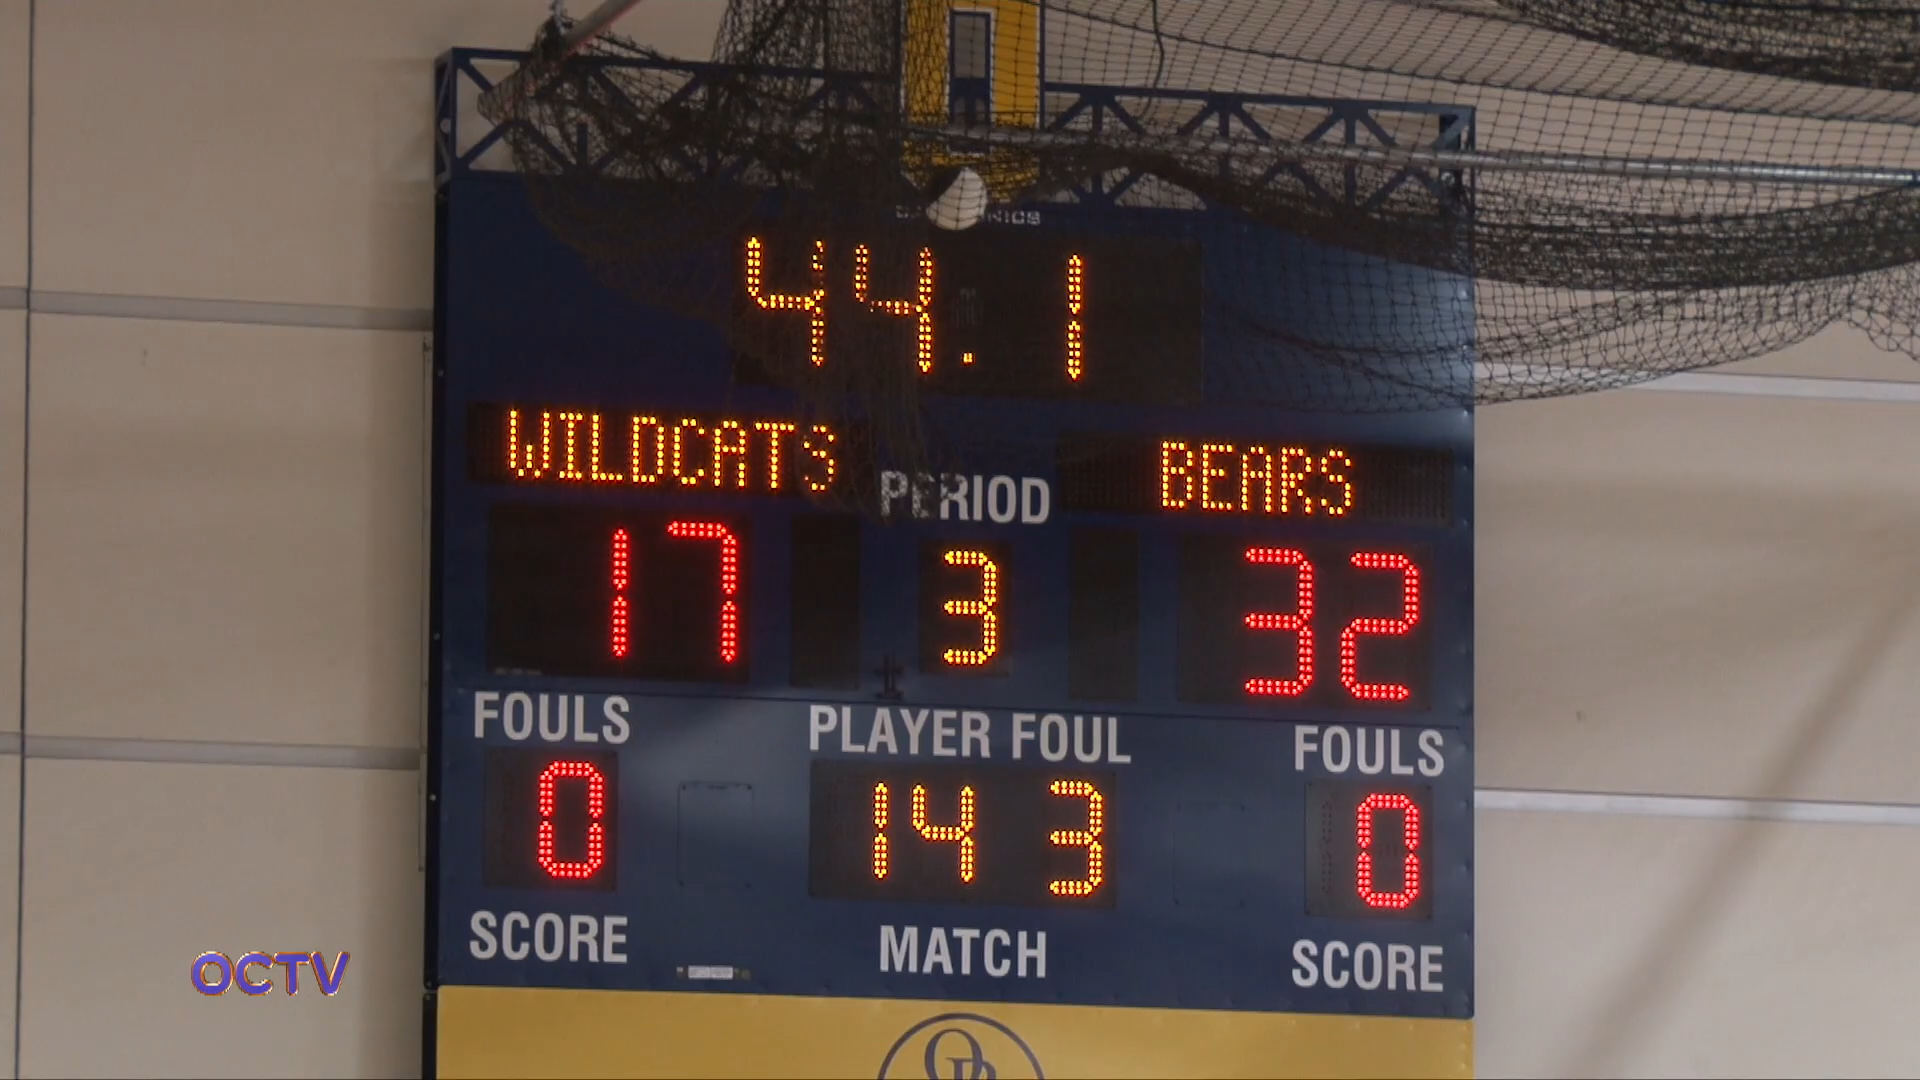 44.1
WILDCATS
BEARS
PERIOD
17
3
32
FOULS
PLAYER FOUL
FOULS
0
14 3
0
SCORE
MATCH
SCORE
OCTV